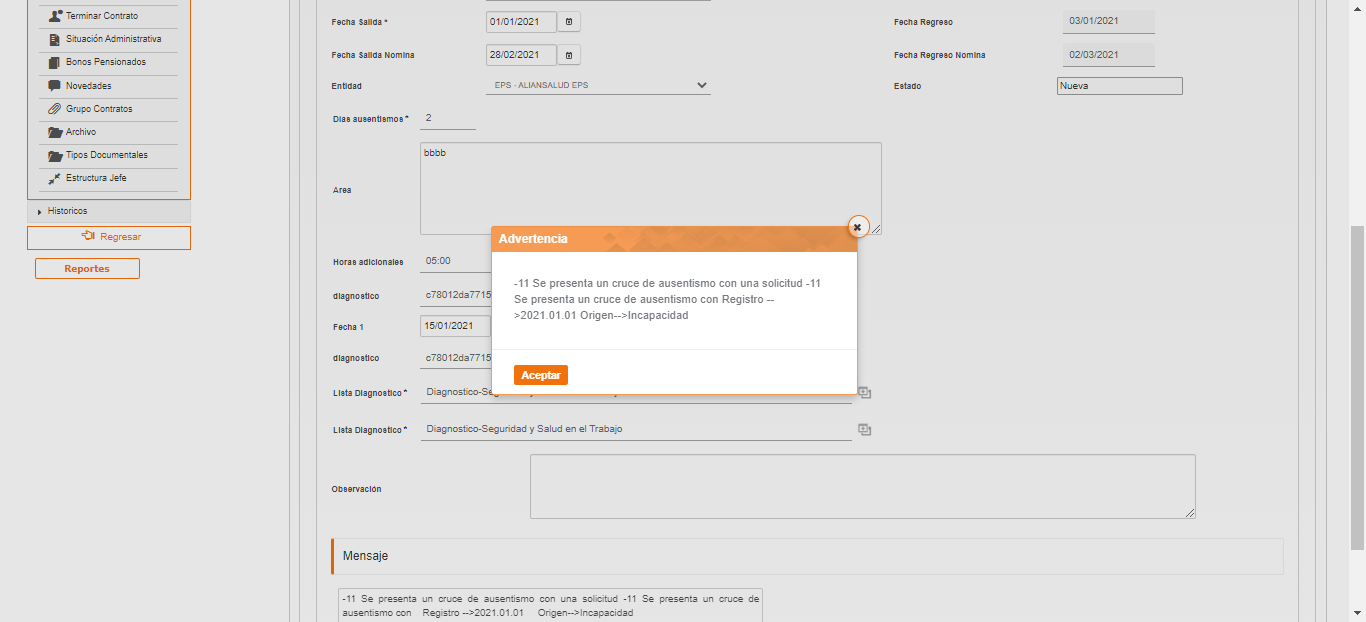 Terminar Contrato
Situación Administrativa
Bonos Pensionados
Novedades
Grupo Contratos
Archivo
Tipos Documentales
Estructura Jefe
Historicos
Regresar
Reportes
Fecha Salida * 01/01/2021 Fecha Regreso 03/01/2021
Fecha Salida Nomina 28/02/2021 Fecha Regreso Nomina 02/03/2021
Entidad EPS - ALIANSALUD EPS Estado Nueva
Dias ausentismos * 2
Area bbbb
Horas adicionales 05:00
diagnostico c78012da7715
Fecha 1 15/01/2021
diagnostico c78012da7715
Lista Diagnostico *
Lista Diagnostico * Diagnostico-Seguridad y Salud en el Trabajo
Observación
Advertencia
-11 Se presenta un cruce de ausentismo con una solicitud -11
Se presenta un cruce de ausentismo con Registro --
>2021.01.01 Origen-->Incapacidad
Aceptar
Mensaje
-11 Se presenta un cruce de ausentismo con una solicitud -11 Se presenta un cruce de
ausentismo con Registro -->2021.01.01 Origen-->Incapacidad